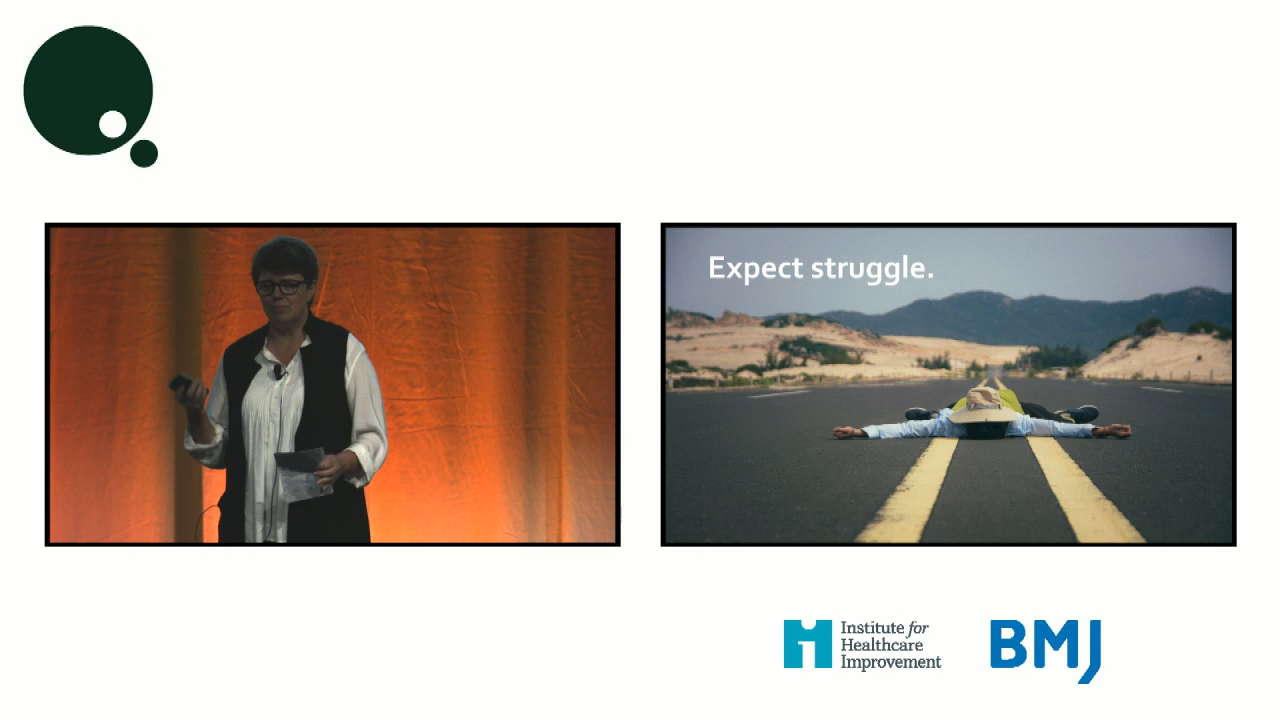 Expect struggle.
Institute for
Healthcare
Improvement
BMJ